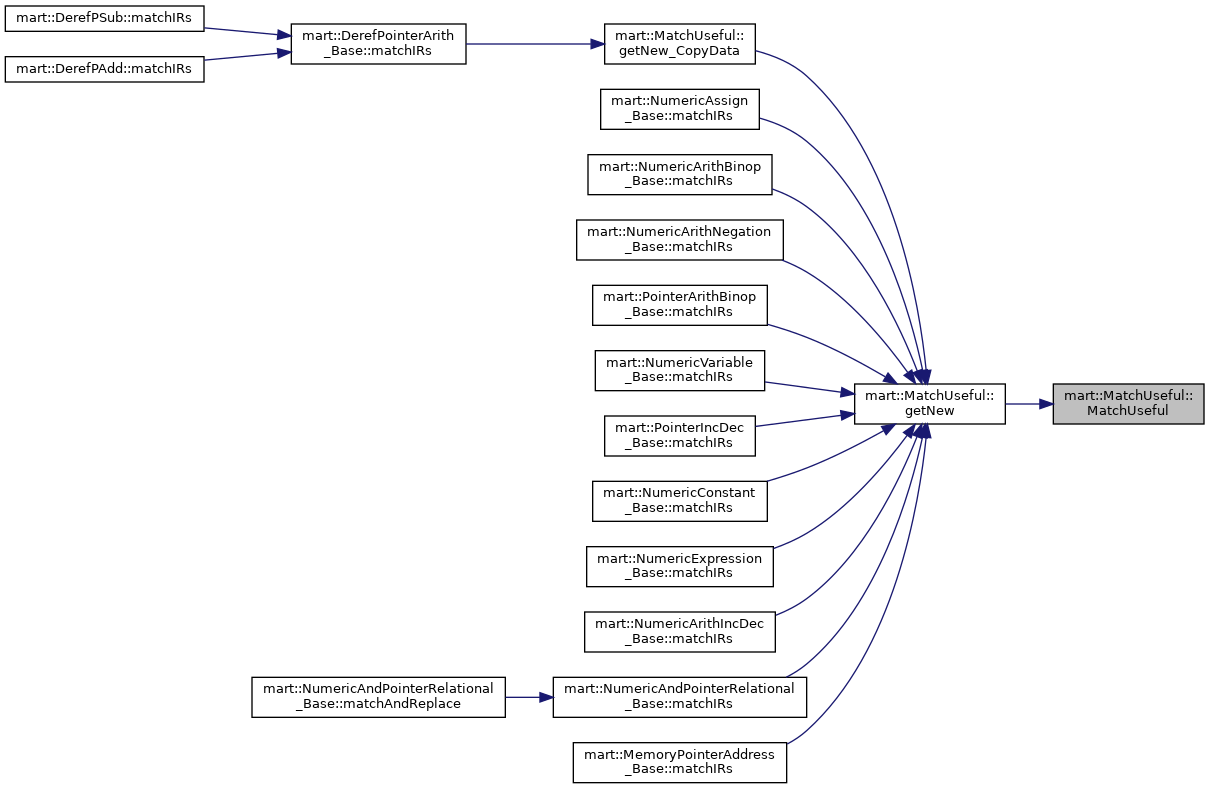 mart::DerefPSub::matchIRs
mart::DerefPAdd::matchIRs
mart::DerefPointerArith
_Base::matchIRs
mart::MatchUseful::
getNew_CopyData
mart::NumericAssign
_Base::matchIRs
mart::NumericArithBinop
_Base::matchIRs
mart::NumericArithNegation
_Base::matchIRs
mart::PointerArithBinop
_Base::matchIRs
mart::NumericVariable
_Base::matchIRs
mart::PointerIncDec
_Base::matchIRs
mart::NumericConstant
_Base::matchIRs
mart::NumericExpression
_Base::matchIRs
mart::NumericArithIncDec
_Base::matchIRs
mart::NumericAndPointerRelational
_Base::matchAndReplace
mart::NumericAndPointerRelational
_Base::matchIRs
mart::MemoryPointerAddress
_Base::matchIRs
mart::MatchUseful::
getNew
mart::MatchUseful::
MatchUseful